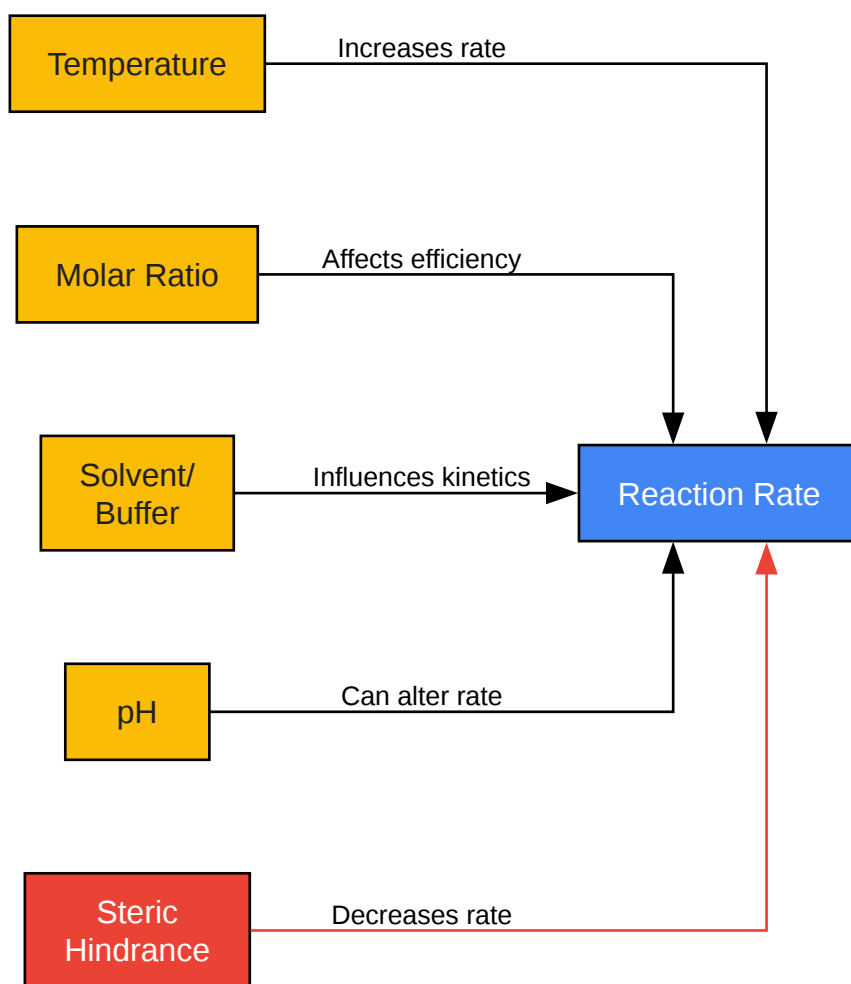 Temperature
Increases rate
Molar Ratio
Affects efficiency
Solvent/
Buffer
Influences kinetics
Reaction Rate
pH
Can alter rate
Steric
Hindrance
Decreases rate